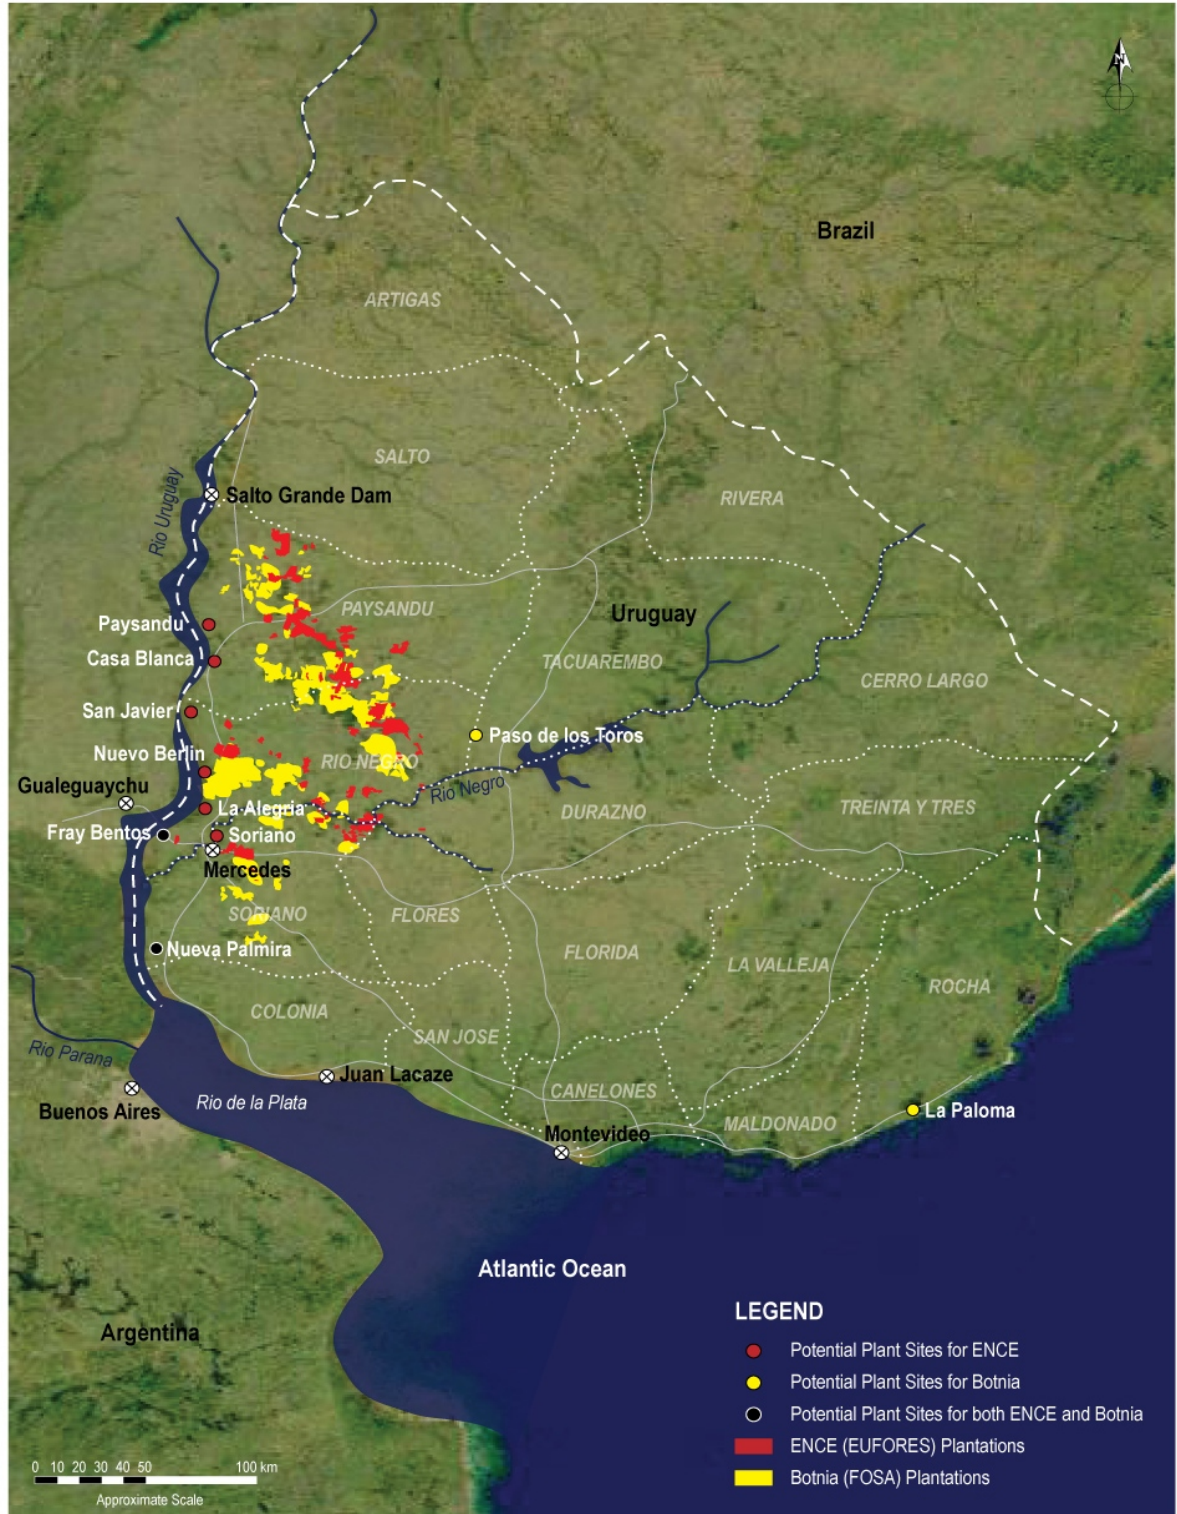 N
Brazil
ARTIGAS
SALTO
Rio Uruguay
Salto Grande Dam
RIVERA
PAYSANDU
Uruguay
Paysandu
Casa Blanca
TACUAREMBO
CERRO LARGO
San Javier
Paso de los Toros
Nuevo Berlin
RIO NEGRO
Gualeguaychu
Rio Negro
La Alegria
DURAZNO
TREINTA Y TRES
Fray Bentos
Soriano
Mercedes
SORIANO
FLORES
Nueva Palmira
FLORIDA
LA VALLEJA
ROCHA
COLONIA
SAN JOSE
Rio Parana
Juan Lacaze
CANELONES
Buenos Aires
Rio de la Plata
La Paloma
MALDONADO
Montevideo
Atlantic Ocean
Argentina
LEGEND
Potential Plant Sites for ENCE
Potential Plant Sites for Botnia
Potential Plant Sites for both ENCE and Botnia
ENCE (EUFORES) Plantations
Botnia (FOSA) Plantations
0 10 20 30 40 50 100 km
Approximate Scale